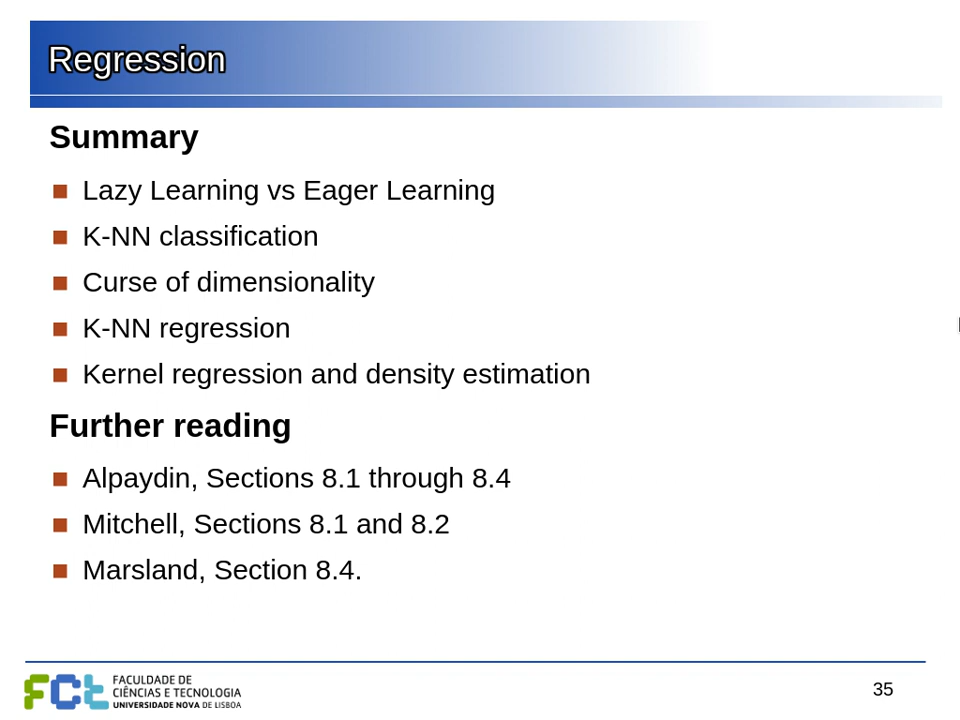 Regression
Summary
Lazy Learning vs Eager Learning
K-NN classification
Curse of dimensionality
K-NN regression
Kernel regression and density estimation
Further reading
Alpaydin, Sections 8.1 through 8.4
Mitchell, Sections 8.1 and 8.2
Marsland, Section 8.4.
FCt
FACULDADE DE
CIÊNCIAS E TECNOLOGIA
UNIVERSIDADE NOVA DE LISBOA
35